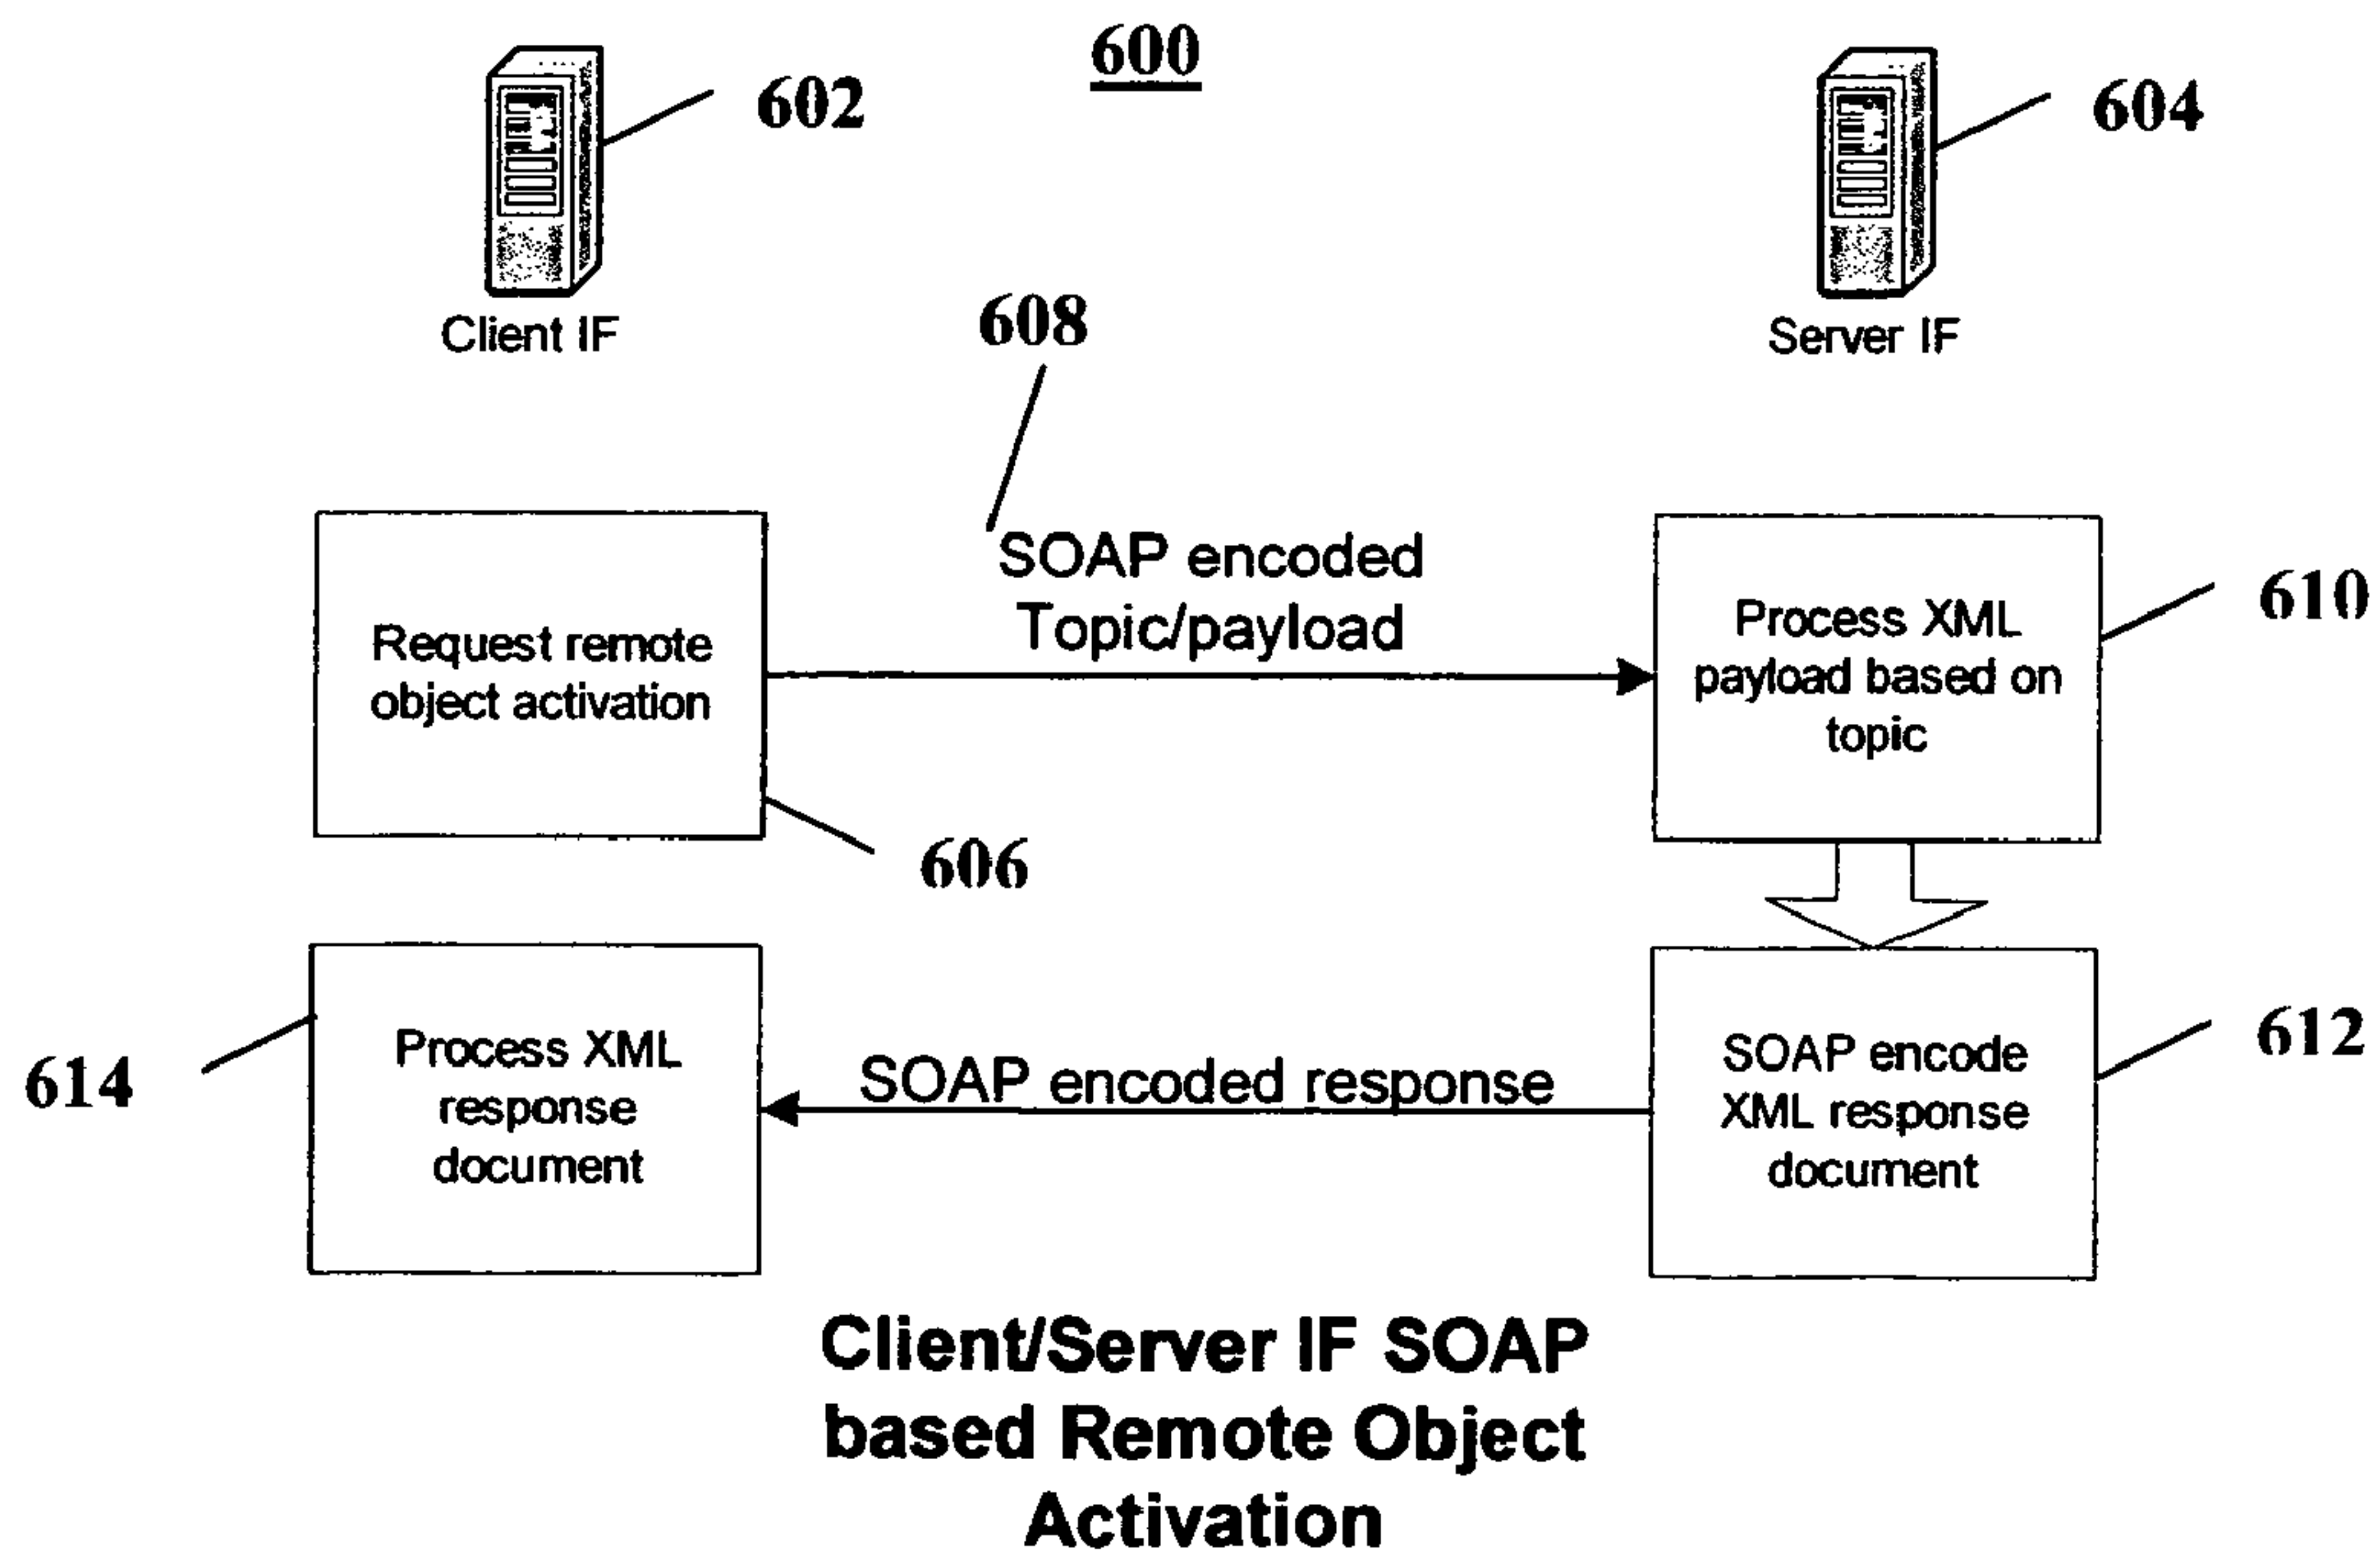 600
602
604
Client IF
Server IF
608
SOAP encoded
Topic/payload
Request remote
object activation
Process XML
payload based on
topic
610
606
614
Process XML
response
document
SOAP encoded response
SOAP encode
XML response
document
612
Client/Server IF SOAP
based Remote Object
Activation